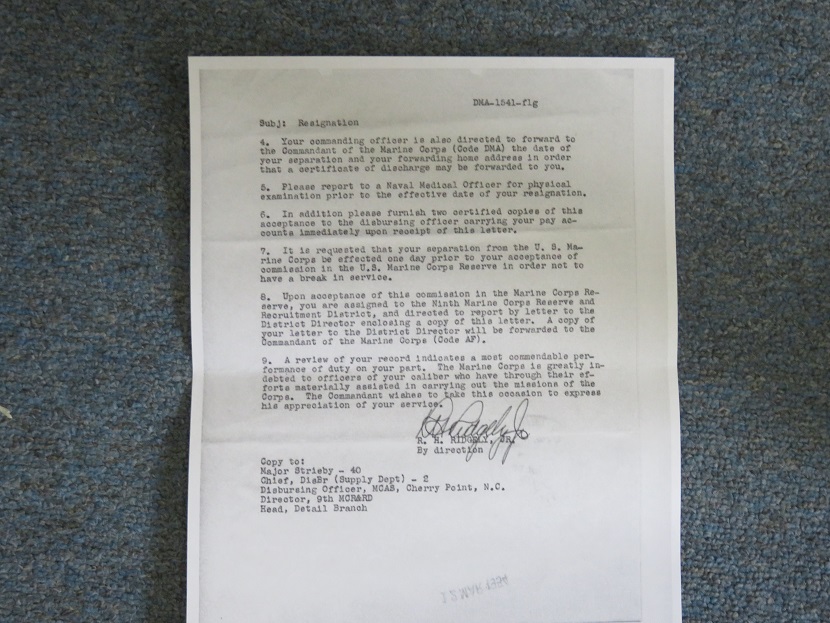 DMA-1541-flg
Subj: Resignation
4. Your commanding officer is also directed to forward to
the Commandant of the Marine Corps (Code DMA) the date of
your separation and your forwarding home address in order
that a certificate of discharge may be forwarded to you.
5. Please report to a Naval Medical Officer for physical
examination prior to the effective date of your resignation.
6. In addition please furnish two certified copies of this
acceptance to the disbursing officer carrying your pay ac-
counts immediately upon receipt of this letter.
7. It is requested that your separation from the U. S. Ma-
rine Corps be effected one day prior to your acceptance of
commission in the U.S. Marine Corps Reserve in order not to
have a break in service.
8. Upon acceptance of this commission in the Marine Corps Re-
serve, you are assigned to the Ninth Marine Corps Reserve and
Recruitment District, and directed to report by letter to the
District Director enclosing a copy of this letter. A copy of
your letter to the District Director will be forwarded to the
Commandant of the Marine Corps (Code AF).
9. A review of your record indicates a most commendable per-
formance of duty on your part. The Marine Corps is greatly in-
debted to officers of your caliber who have through their ef-
forts materially assisted in carrying out the missions of the
Corps. The Commandant wishes to take this occasion to express
his appreciation of your service.
R H Ridgely Jr
R. H. RIDGELY, JR.
By direction
Copy to:
Major Strieby - 40
Chief, DisBr (Supply Dept) - 2
Disbursing Officer, MCAS, Cherry Point, N.C.
Director, 9th MCR&RD
Head, Detail Branch